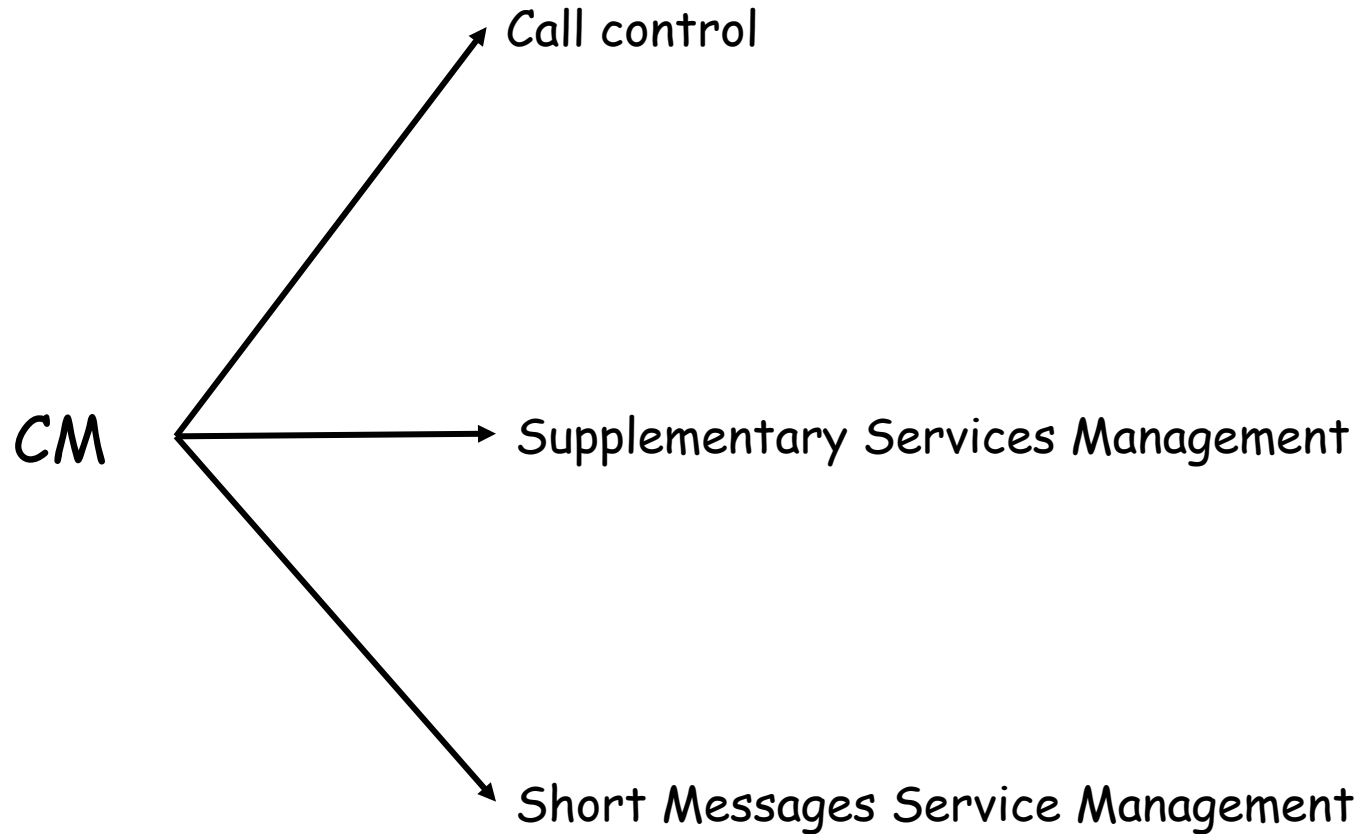 Call control
CM
Supplementary Services Management
Short Messages Service Management